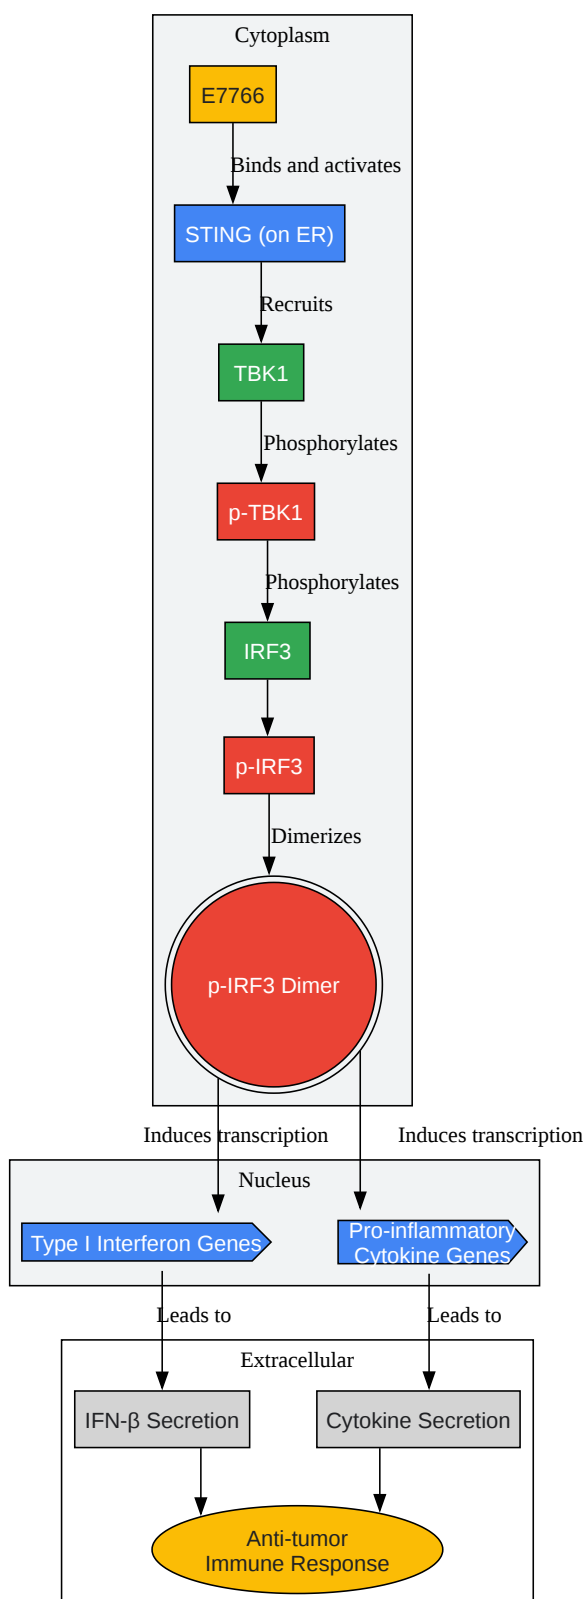 Cytoplasm
E7766
Binds and activates
STING (on ER)
Recruits
TBK1
Phosphorylates
p-TBK1
Phosphorylates
IRF3
p-IRF3
Dimerizes
p-IRF3 Dimer
Induces transcription
Induces transcription
Nucleus
Type I Interferon Genes
Pro-inflammatory
Cytokine Genes
Leads to
Leads to
Extracellular
IFN-β Secretion
Cytokine Secretion
Anti-tumor
Immune Response